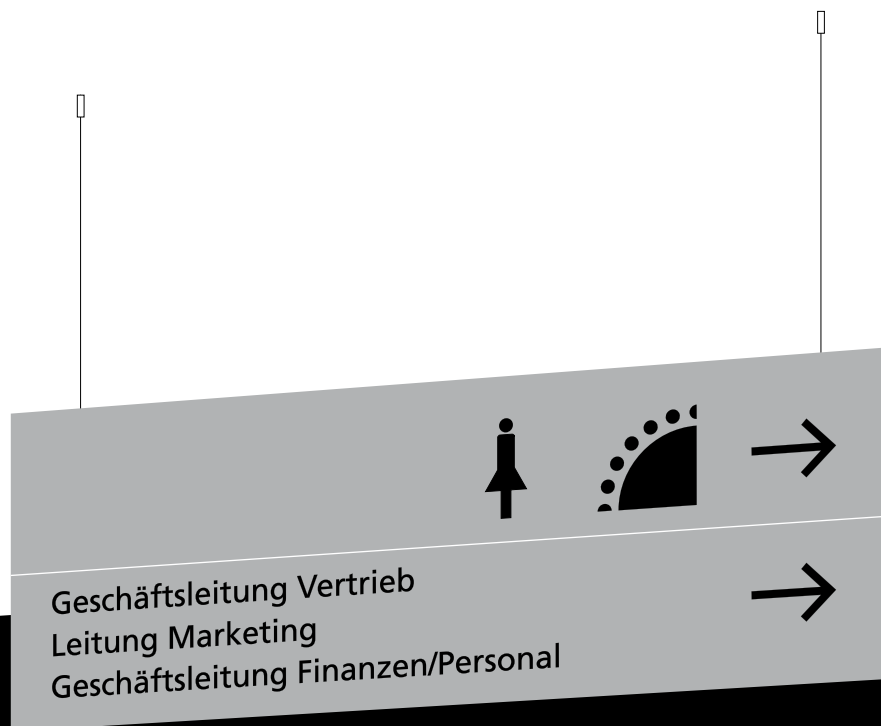 Geschäftsleitung Vertrieb
Leitung Marketing
Geschäftsleitung Finanzen/Personal